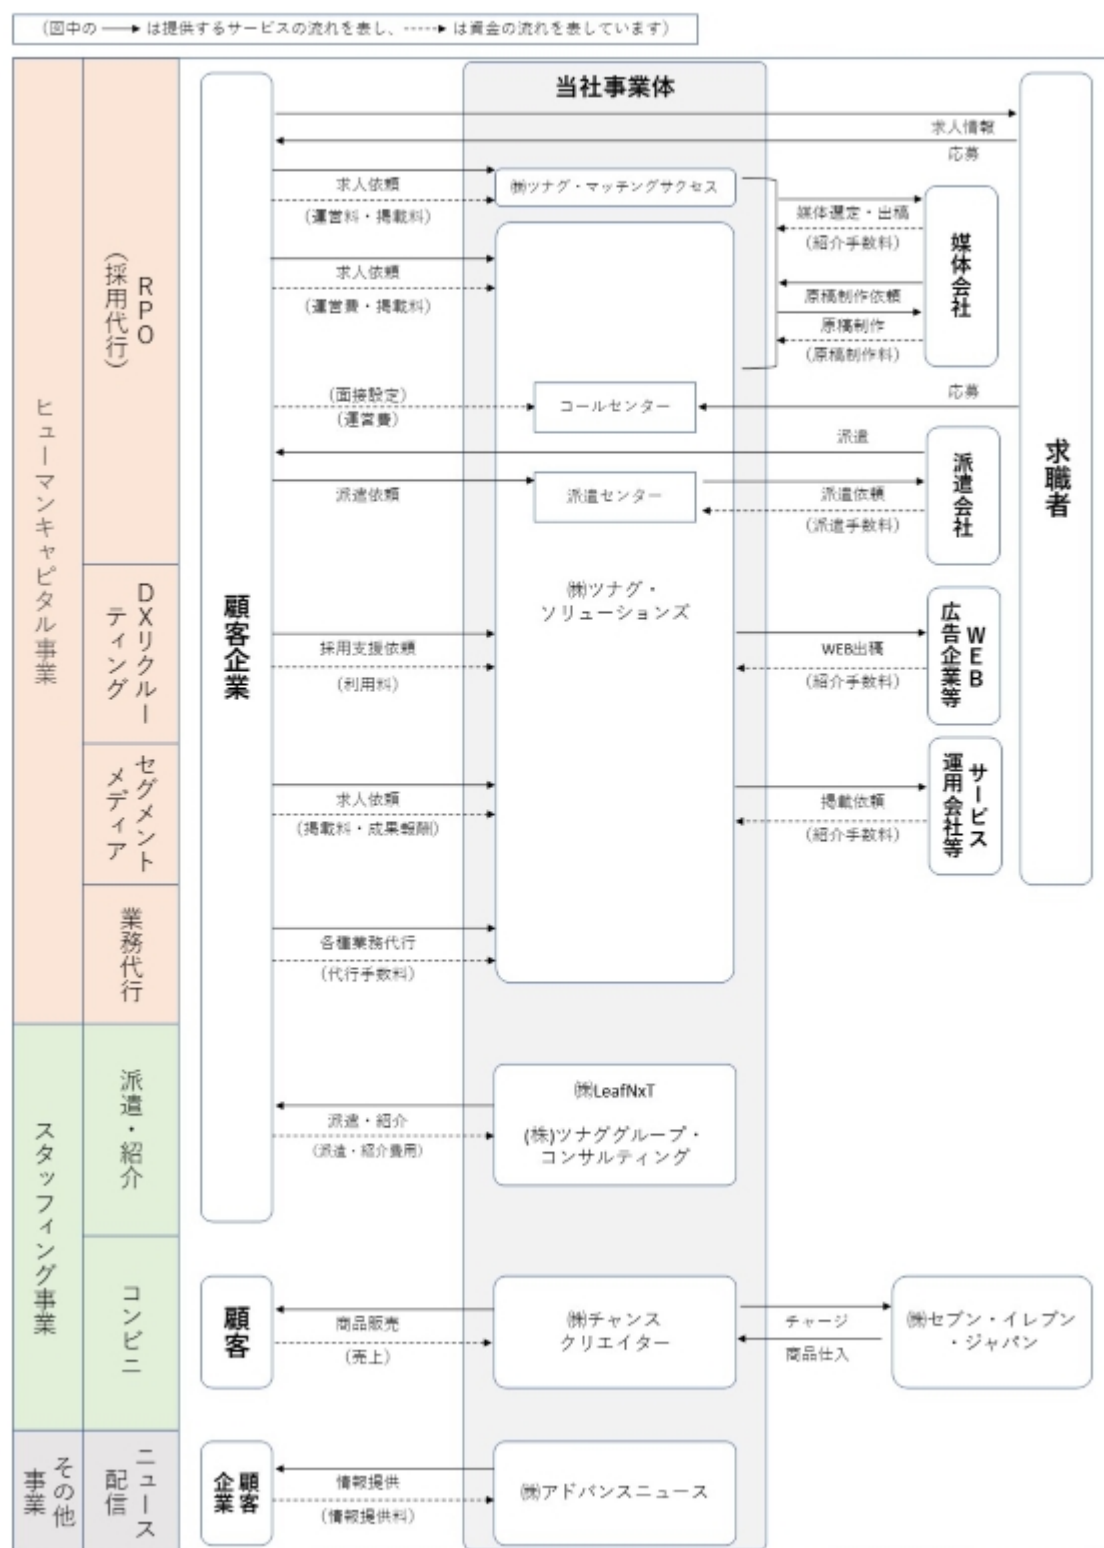 (図中の ――▶ は提供するサービスの流れを表し、-----▶ は資金の流れを表しています)
当社事業体
ヒューマンキャピタル事業
RPO
(採用代行)
DXリクルー
ティング
セグメント
メディア
業務代行
スタッフィング事業
派遣・紹介
コンビニ
その他
事業
ニュース
配信
顧客企業
求職者
求人情報
応募
求人依頼
(運営料・掲載料)
㈱ツナグ・マッチングサクセス
媒体選定・出稿
(紹介手数料)
媒体会社
求人依頼
(運営費・掲載料)
原稿制作依頼
原稿制作
(原稿制作料)
(面接設定)
(運営費)
コールセンター
応募
派遣
派遣会社
派遣依頼
派遣センター
派遣依頼
(派遣手数料)
㈱ツナグ・
ソリューションズ
採用支援依頼
(利用料)
WEB出稿
(紹介手数料)
WEB
広告企業等
求人依頼
(掲載料・成果報酬)
掲載依頼
(紹介手数料)
サービス
運用会社等
各種業務代行
(代行手数料)
㈱LeafNxT
(株)ツナググループ・
コンサルティング
派遣・紹介
(派遣・紹介費用)
顧客
商品販売
(売上)
㈱チャンス
クリエイター
チャージ
商品仕入
㈱セブン・イレブン
・ジャパン
顧客
企業
情報提供
(情報提供料)
㈱アドバンスニュース